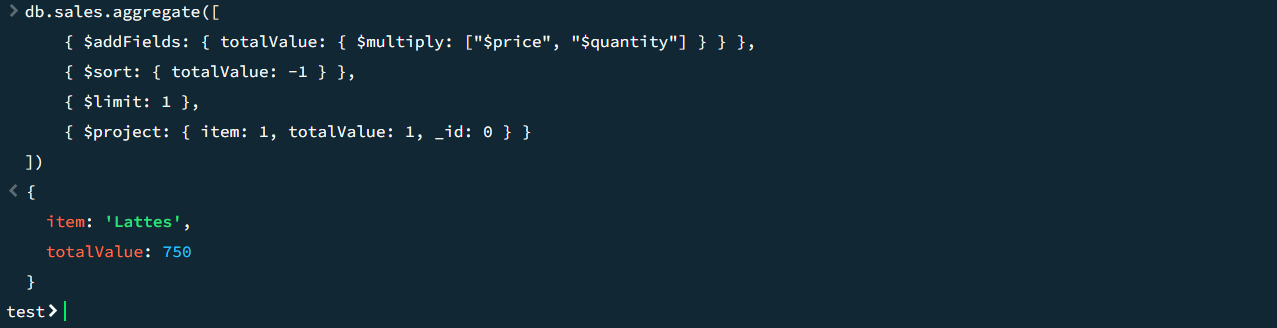 > db.sales.aggregate([
    { $addFields: { totalValue: { $multiply: ["$price", "$quantity"] } } },
    { $sort: { totalValue: -1 } },
    { $limit: 1 },
    { $project: { item: 1, totalValue: 1, _id: 0 } }
])
< {
  item: 'Lattes',
  totalValue: 750
}
test>